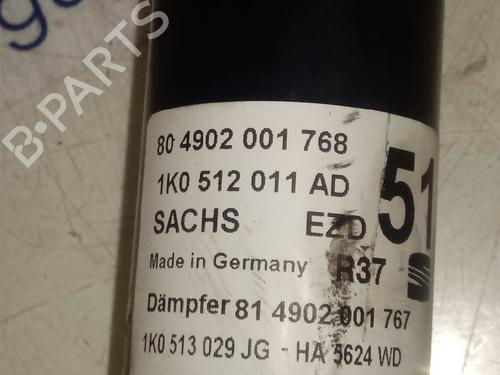 B-PARTS
80 4902 001 768
1K0 512 011 AD
SACHS EZD 51
Made in Germany R37
Dämpfer 81 4902 001 767
1K0 513 029 JG - HA 5624 WD